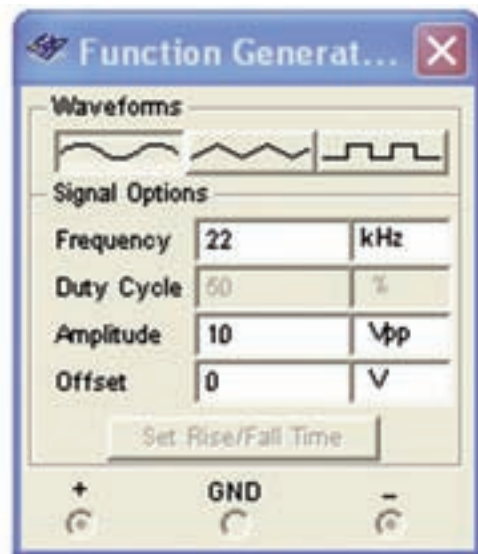 Function Generat...
Waveforms
Signal Options
Frequency 22 kHz
Duty Cycle 50 %
Amplitude 10 Vpp
Offset 0 V
Set Rise/Fall Time
+ GND −